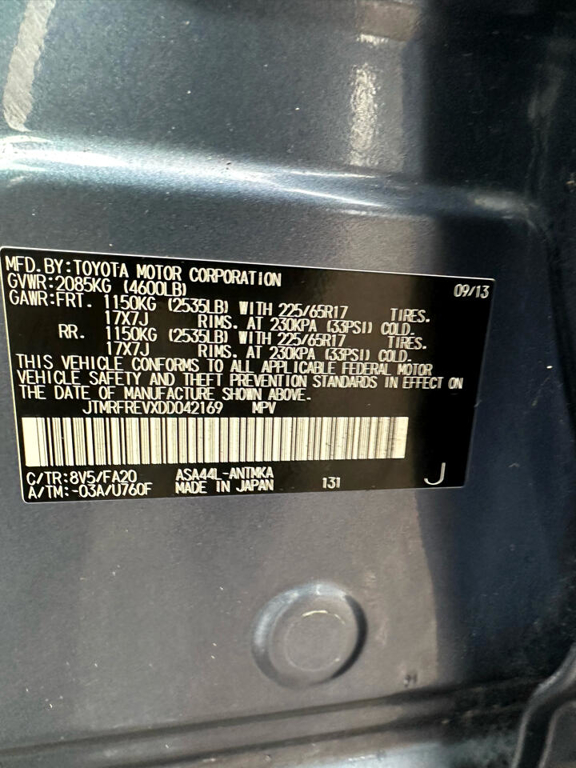 MFD.BY:TOYOTA MOTOR CORPORATION 09/13
GVWR:2085KG (4600LB)
GAWR:FRT. 1150KG (2535LB) WITH 225/65R17 TIRES.
17X7J RIMS. AT 230KPA (33PSI) COLD.
RR. 1150KG (2535LB) WITH 225/65R17 TIRES.
17X7J RIMS. AT 230KPA (33PSI) COLD.
THIS VEHICLE CONFORMS TO ALL APPLICABLE FEDERAL MOTOR
VEHICLE SAFETY AND THEFT PREVENTION STANDARDS IN EFFECT ON
THE DATE OF MANUFACTURE SHOWN ABOVE.
JTMRFREVXDD042169 MPV
C/TR:8V5/FA20 ASA44L-ANTMKA
A/TM:-03A/U760F MADE IN JAPAN 131 J